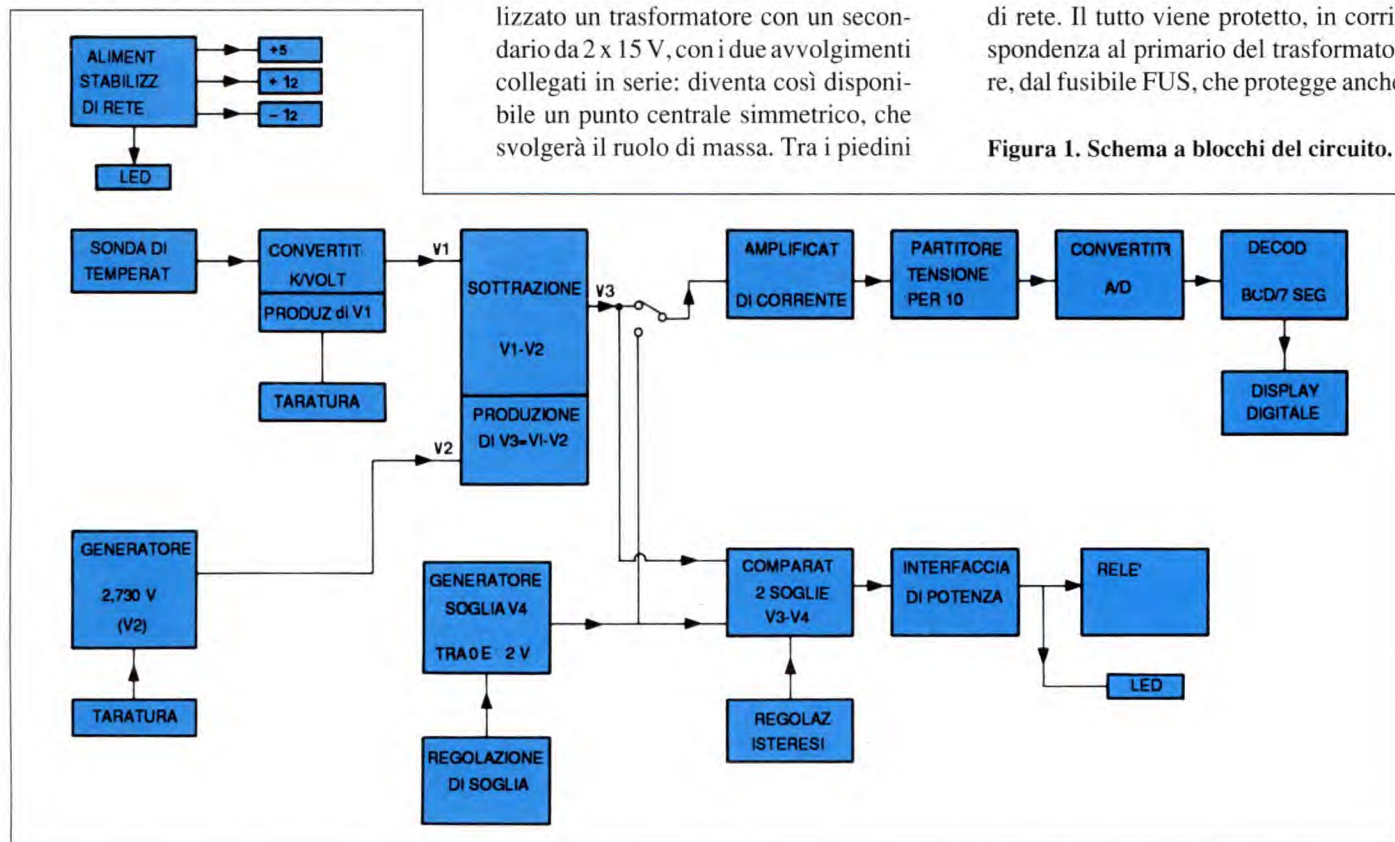 lizzato un trasformatore con un secon-
dario da 2 x 15 V, con i due avvolgimenti
collegati in serie: diventa così disponi-
bile un punto centrale simmetrico, che
svolgerà il ruolo di massa. Tra i piedini
di rete. Il tutto viene protetto, in corri-
spondenza al primario del trasformato-
re, dal fusibile FUS, che protegge anche
Figura 1. Schema a blocchi del circuito.
ALIMENT
STABILIZZ
DI RETE
+5
+ 12
- 12
LED
SONDA DI
TEMPERAT
CONVERTIT
K/VOLT
PRODUZ di V1
TARATURA
V1
SOTTRAZIONE
V1-V2
PRODUZIONE
DI V3=VI-V2
V2
V3
AMPLIFICAT
DI CORRENTE
PARTITORE
TENSIONE
PER 10
CONVERTITR
A/D
DECOD
BCD/7 SEG
DISPLAY
DIGITALE
GENERATORE
2,730 V
(V2)
TARATURA
GENERATORE
SOGLIA V4
TRA 0 E 2 V
REGOLAZIONE
DI SOGLIA
COMPARAT
2 SOGLIE
V3-V4
REGOLAZ
ISTERESI
INTERFACCIA
DI POTENZA
RELE'
LED